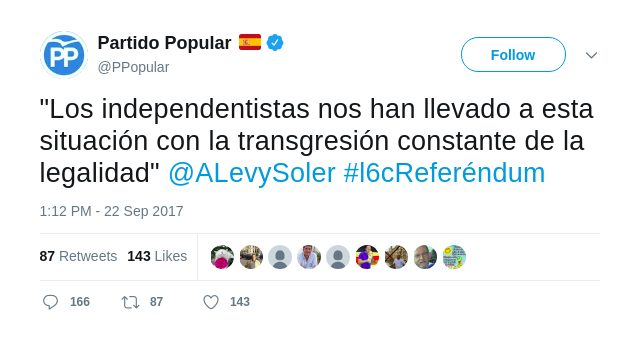 PP
Partido Popular
@PPopular
Follow
"Los independentistas nos han llevado a esta
situación con la transgresión constante de la
legalidad" @ALevySoler #l6cReferéndum
1:12 PM - 22 Sep 2017
87 Retweets 143 Likes
166 87 143